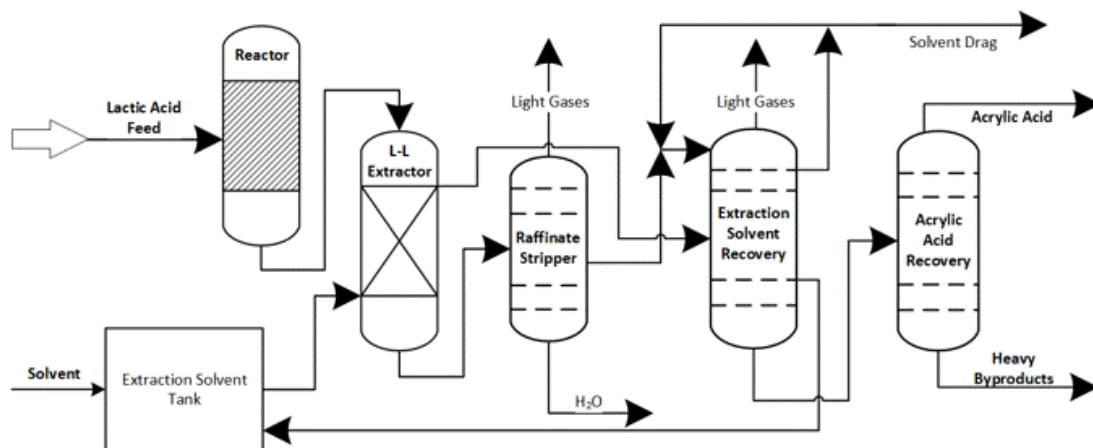 Reactor
Lactic Acid
Feed
L-L
Extractor
Light Gases
Raffinate
Stripper
H₂O
Solvent Drag
Light Gases
Extraction
Solvent
Recovery
Acrylic Acid
Acrylic
Acid
Recovery
Heavy
Byproducts
Solvent
Extraction Solvent
Tank